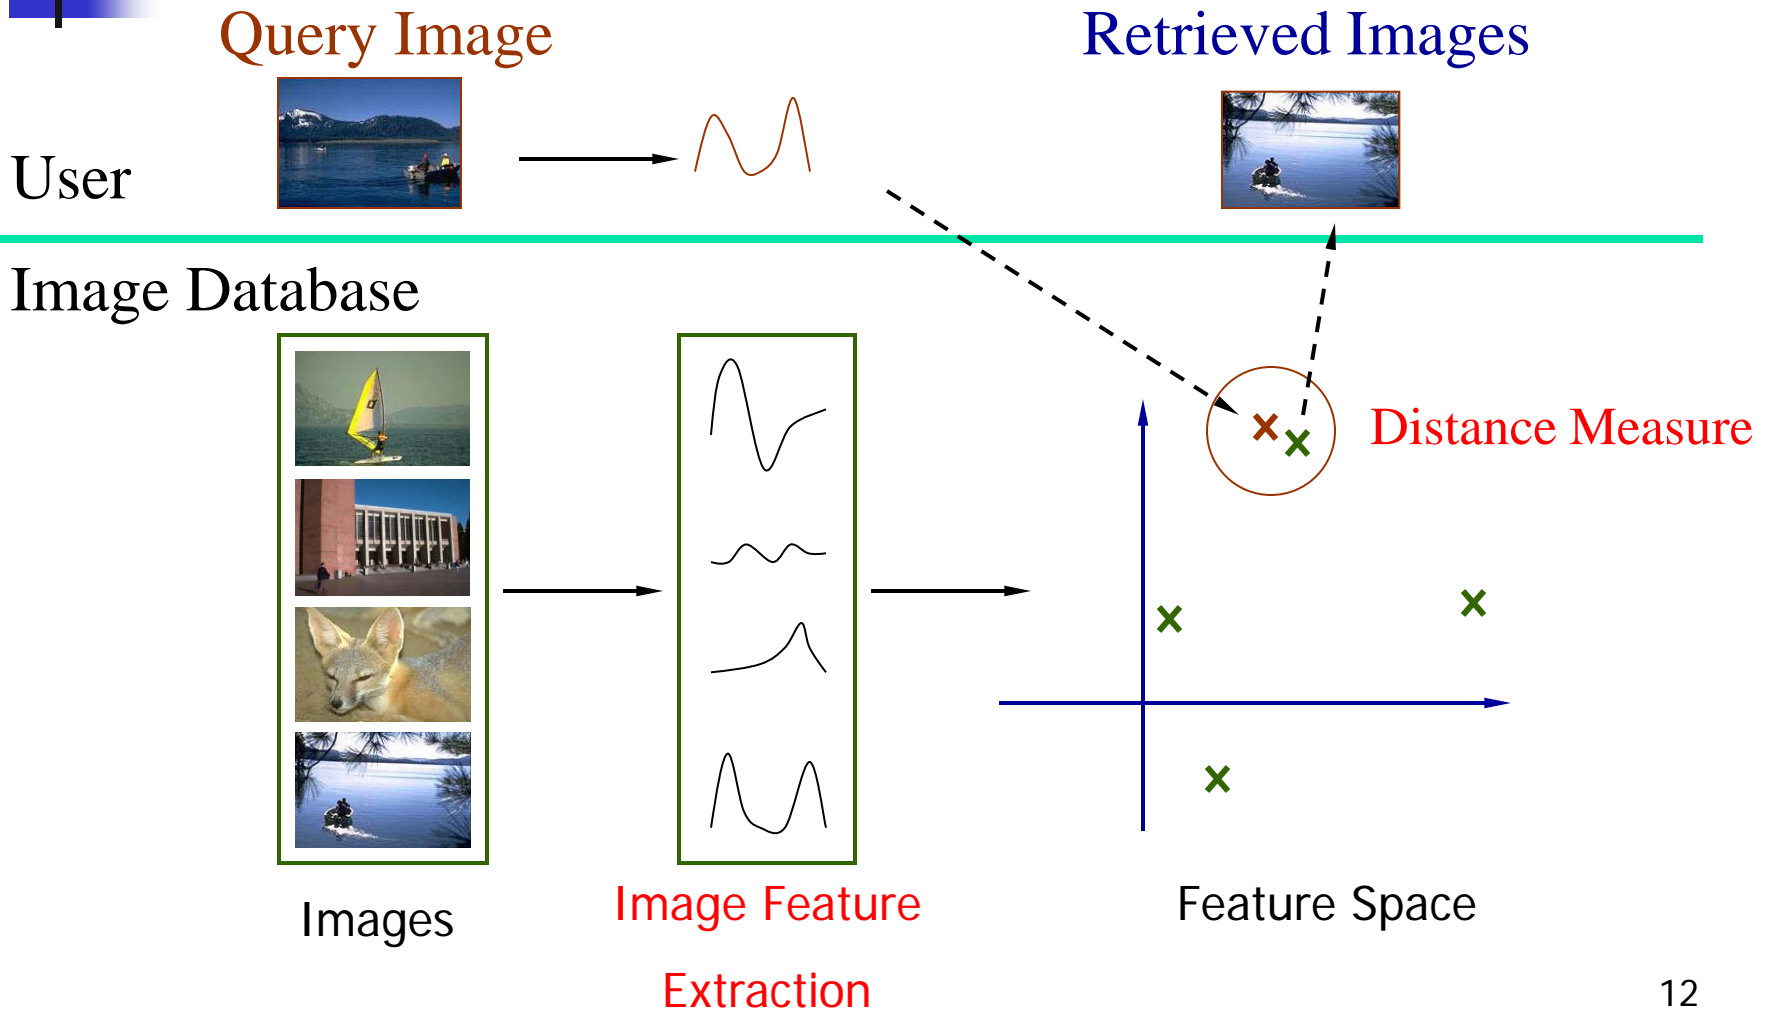 Query Image
Retrieved Images
User
Image Database
Distance Measure
Images
Image Feature
Extraction
Feature Space
12